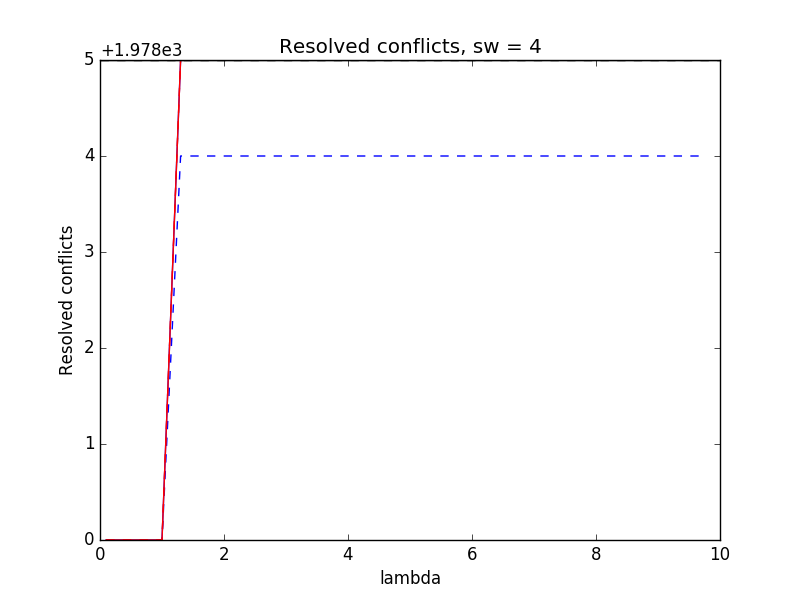 Resolved conflicts, sw = 4
+1.978e3
5
4
3
2
1
0
Resolved conflicts
0 2 4 6 8 10
lambda